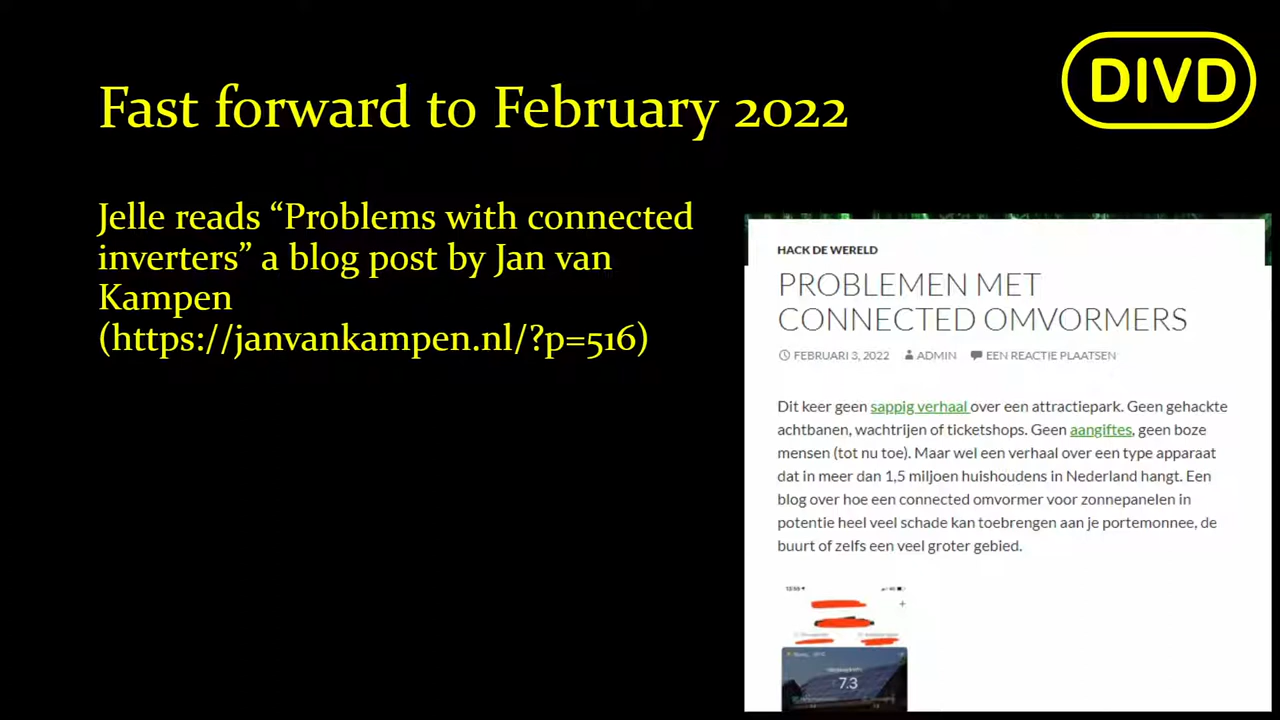 DIVD
Fast forward to February 2022
Jelle reads “Problems with connected
inverters” a blog post by Jan van
Kampen
(https://janvankampen.nl/?p=516)
HACK DE WERELD
PROBLEMEN MET
CONNECTED OMVORMERS
FEBRUARI 3, 2022 ADMIN EEN REACTIE PLAATSEN
Dit keer geen sappig verhaal over een attractiepark. Geen gehackte
achtbanen, wachtrijen of ticketshops. Geen aangiftes, geen boze
mensen (tot nu toe). Maar wel een verhaal over een type apparaat
dat in meer dan 1,5 miljoen huishoudens in Nederland hangt. Een
blog over hoe een connected omvormer voor zonnepanelen in
potentie heel veel schade kan toebrengen aan je portemonnee, de
buurt of zelfs een veel groter gebied.
7.3